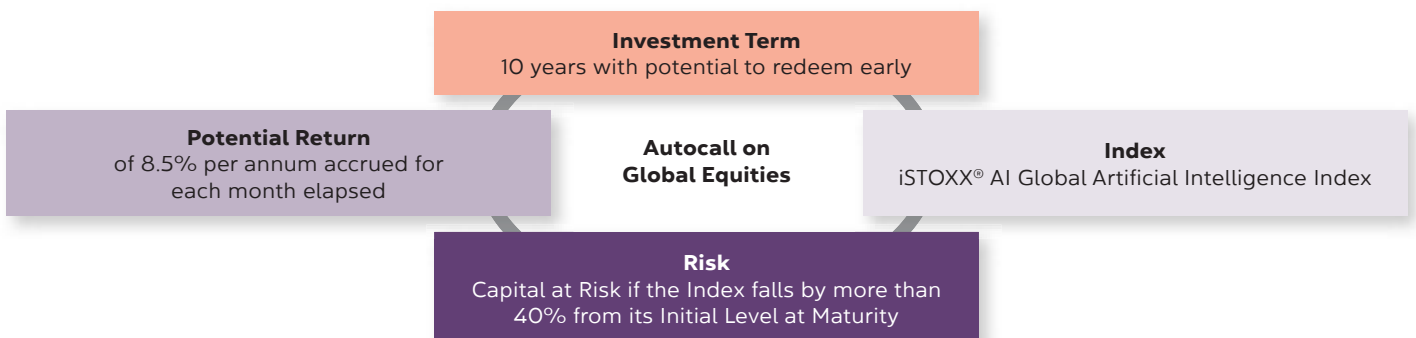 Investment Term
10 years with potential to redeem early
Potential Return
of 8.5% per annum accrued for
each month elapsed
Autocall on
Global Equities
Index
iSTOXX® AI Global Artificial Intelligence Index
Risk
Capital at Risk if the Index falls by more than
40% from its Initial Level at Maturity